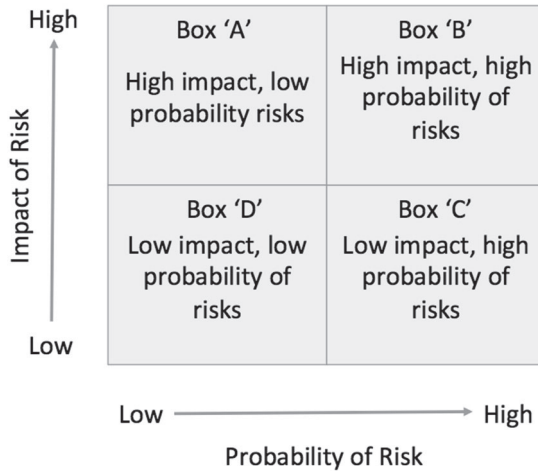 High
Impact of Risk
Low
Box ‘A’
High impact, low
probability risks
Box ‘B’
High impact, high
probability of
risks
Box ‘D’
Low impact, low
probability of
risks
Box ‘C’
Low impact, high
probability of
risks
Low
High
Probability of Risk